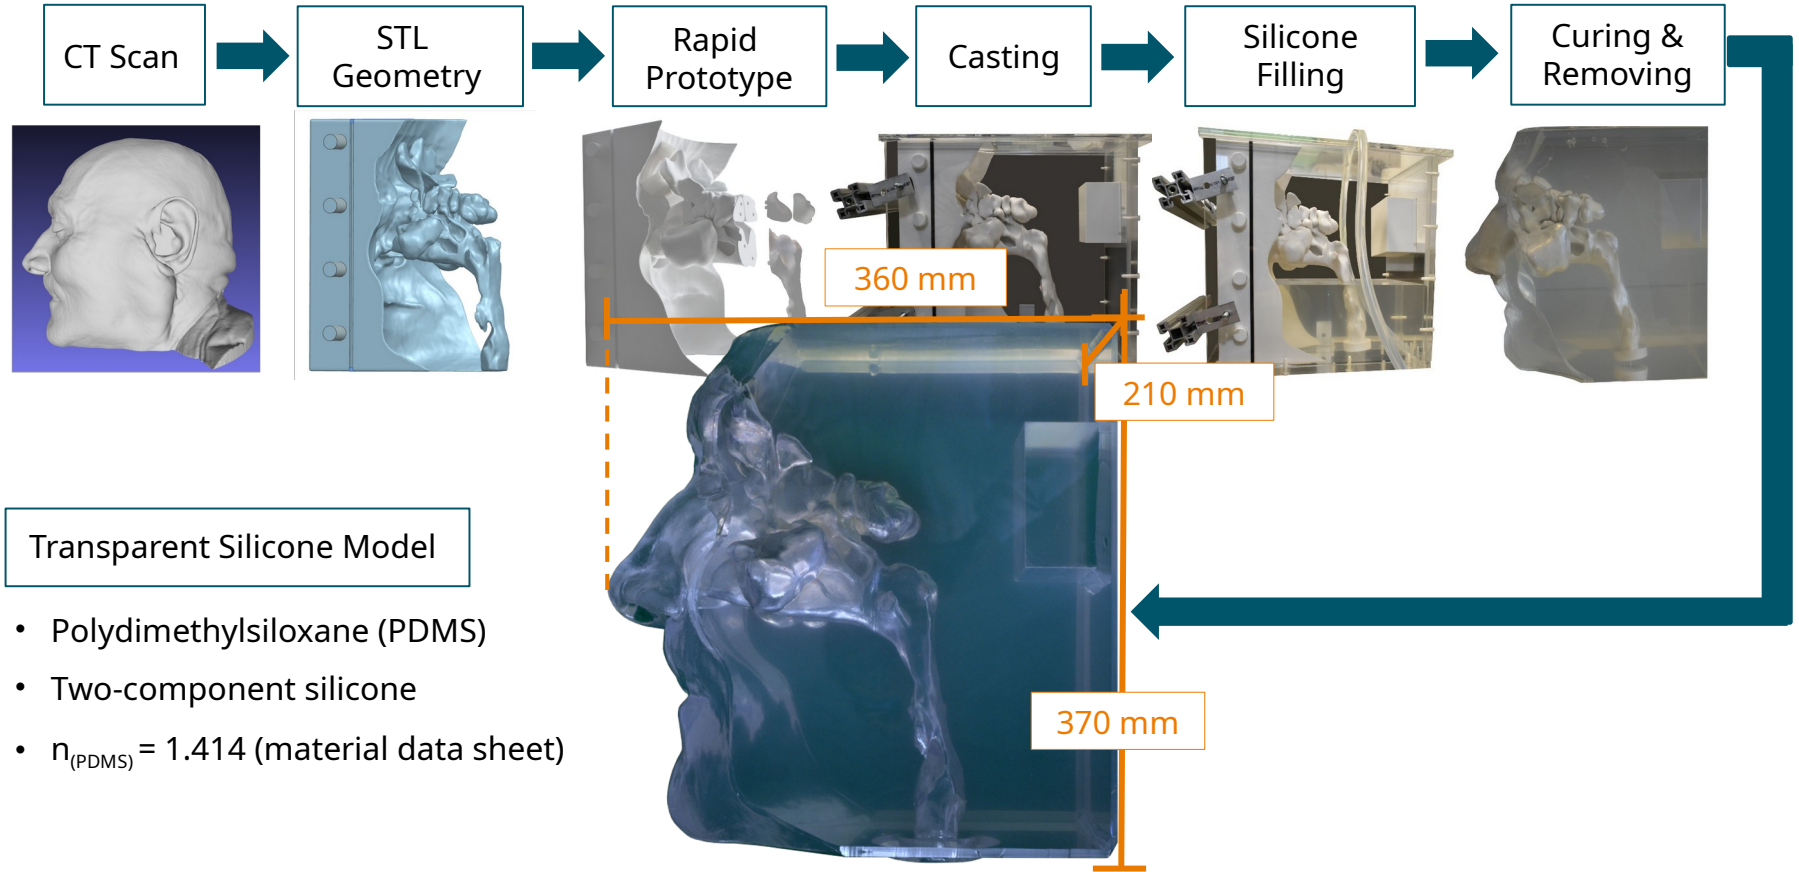 CT Scan
STL
Geometry
Rapid
Prototype
Casting
Silicone
Filling
Curing &
Removing
360 mm
210 mm
370 mm
Transparent Silicone Model
• Polydimethylsiloxane (PDMS)
• Two-component silicone
• n(PDMS) = 1.414 (material data sheet)